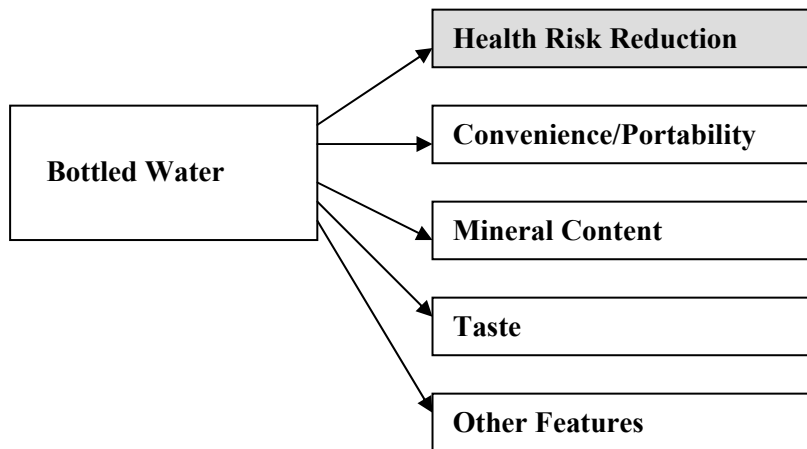 Health Risk Reduction
Convenience/Portability
Bottled Water
Mineral Content
Taste
Other Features